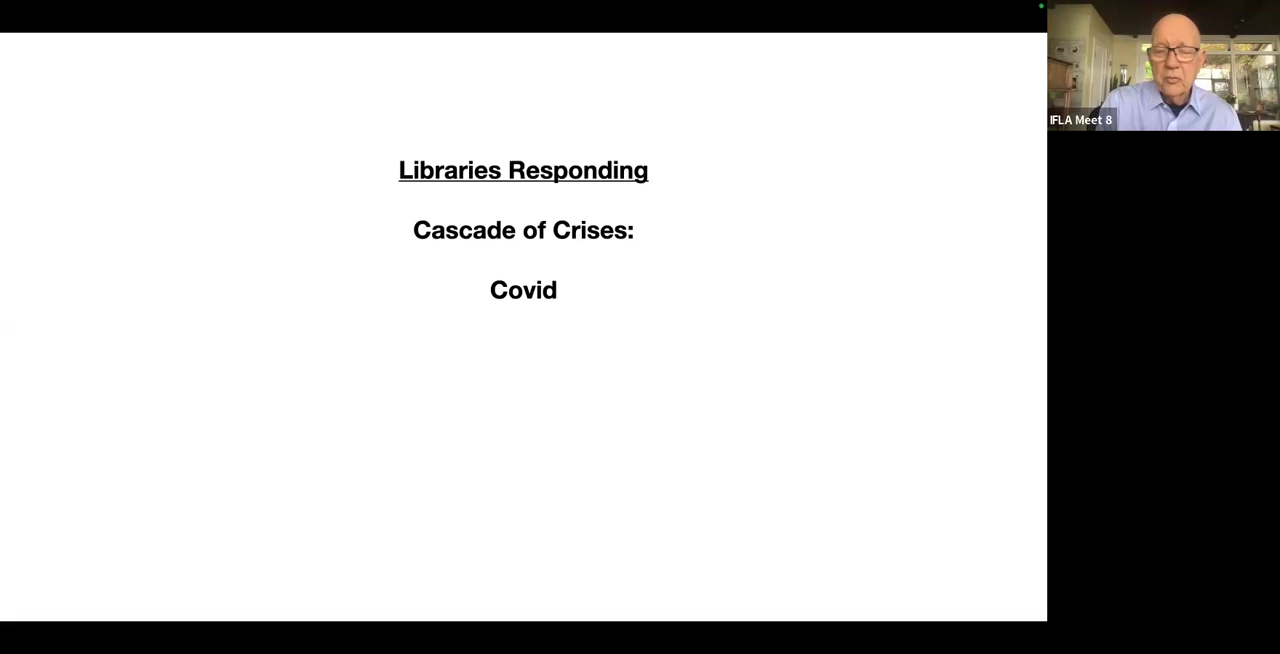 Libraries Responding
Cascade of Crises:
Covid
IFLA Meet 8